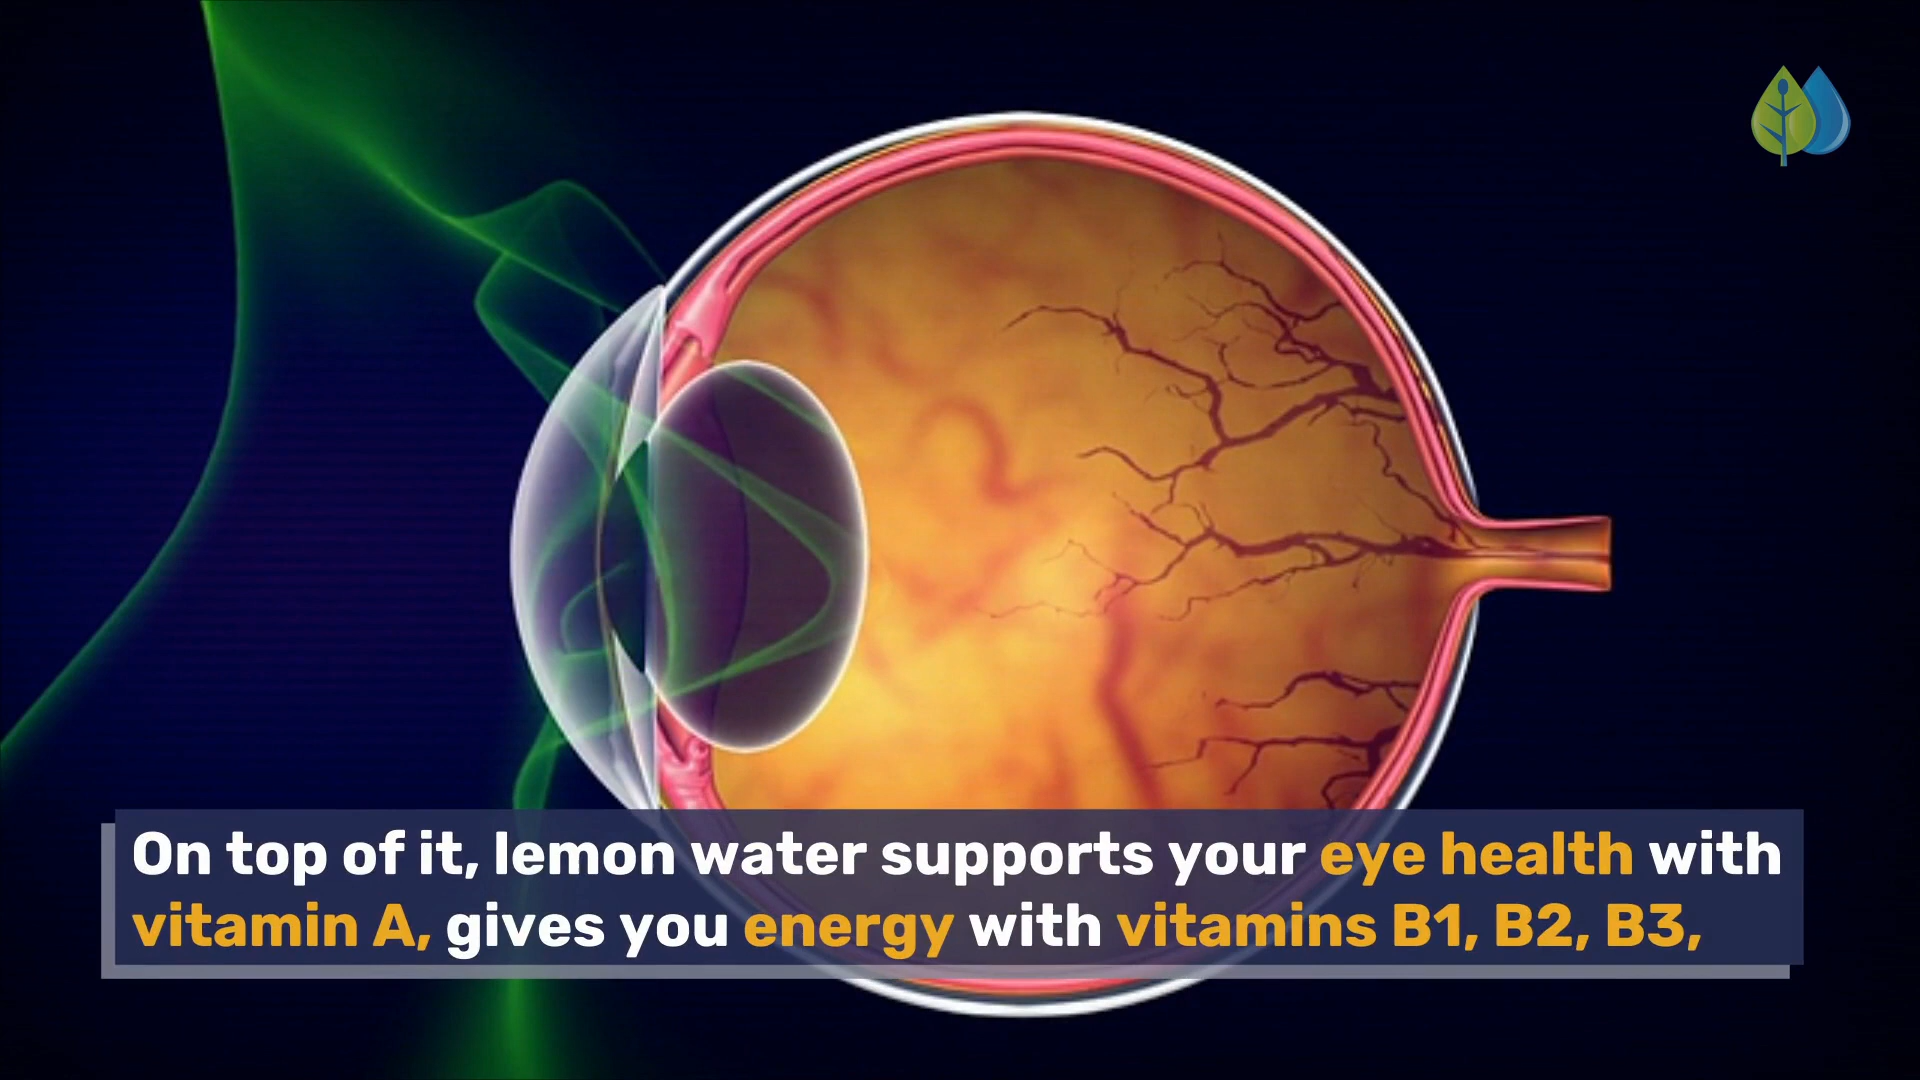 On top of it, lemon water supports your eye health with
vitamin A, gives you energy with vitamins B1, B2, B3,